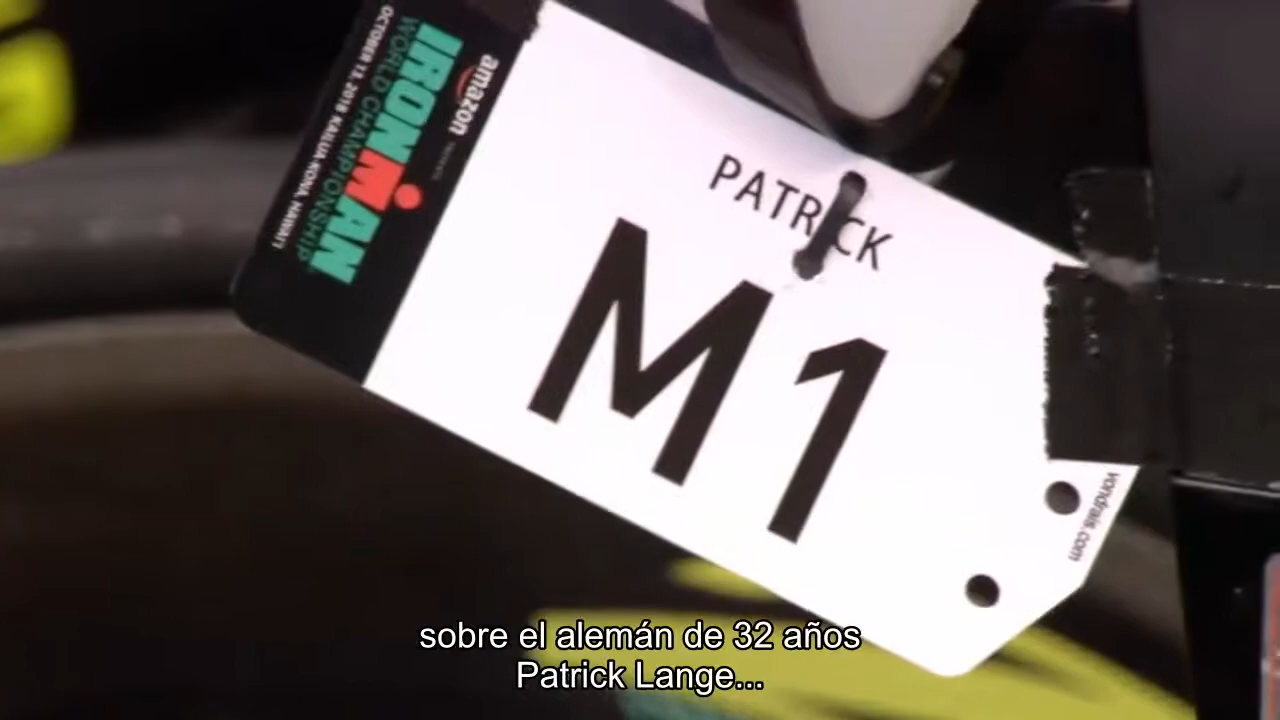 amazon
IRONMAN
WORLD CHAMPIONSHIP
OCTOBER 13, 2018 KAILUA-KONA, HAWAI'I
PATRICK
M1
vondrais.com
sobre el alemán de 32 años
Patrick Lange...